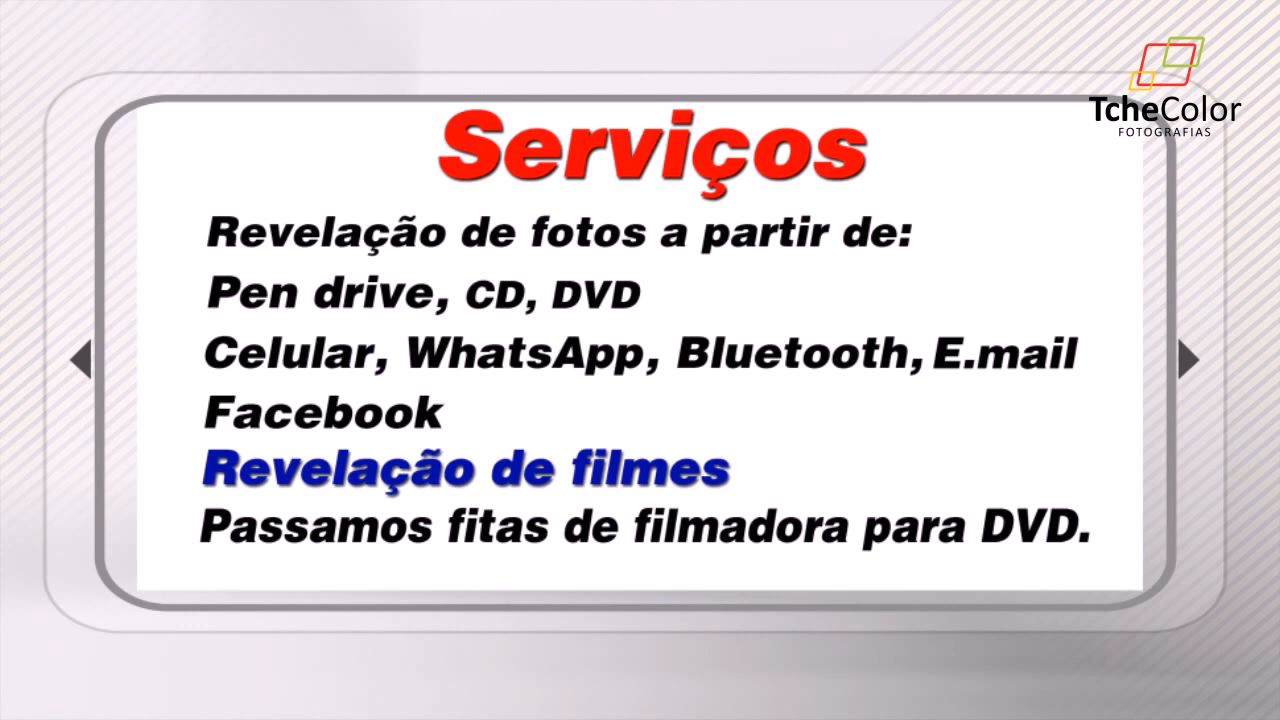 TcheColor
FOTOGRAFIAS
Serviços
Revelação de fotos a partir de:
Pen drive, CD, DVD
Celular, WhatsApp, Bluetooth, E.mail
Facebook
Revelação de filmes
Passamos fitas de filmadora para DVD.